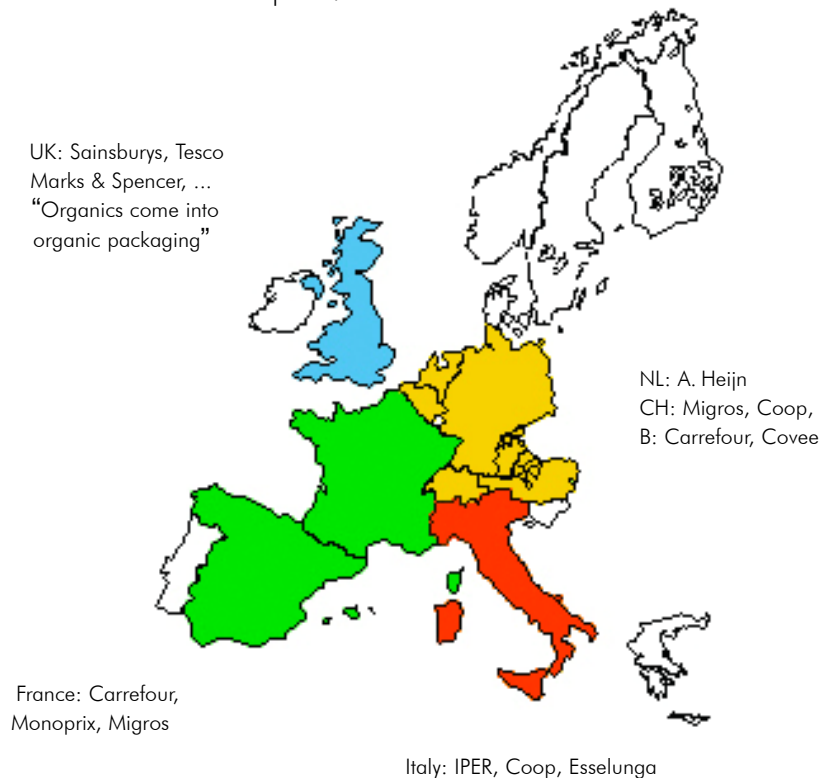 UK: Sainsburys, Tesco
Marks & Spencer, ...
“Organics come into
organic packaging”
NL: A. Heijn
CH: Migros, Coop,
B: Carrefour, Covee
France: Carrefour,
Monoprix, Migros
Italy: IPER, Coop, Esselunga